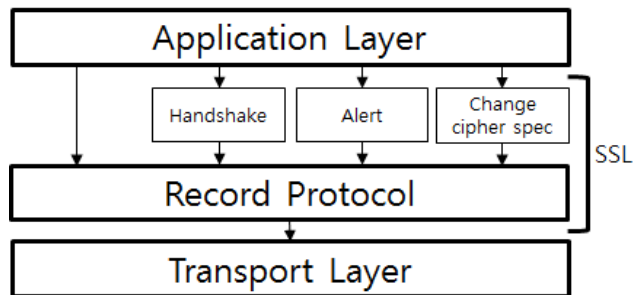 Application Layer
Handshake
Alert
Change
cipher spec
SSL
Record Protocol
Transport Layer